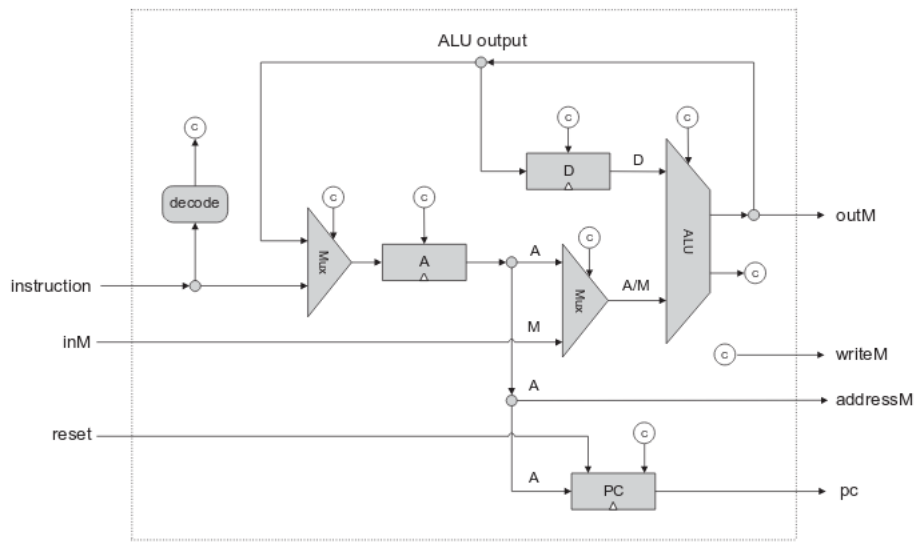 ALU output
C
C
C
D
D
decode
C
C
outM
ALU
Mux
A
A
C
Mux
A/M
C
instruction
inM
M
C
writeM
A
addressM
reset
C
A
PC
pc